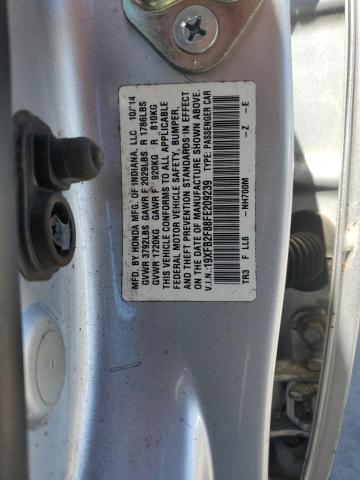 MFD. BY HONDA MFG. OF INDIANA, LLC 10/14
GVWR 3792LBS GAWR F 2029LBS R 1786LBS
GVWR 1720KG GAWR F 920KG R 810KG
THIS VEHICLE CONFORMS TO ALL APPLICABLE
FEDERAL MOTOR VEHICLE SAFETY, BUMPER,
AND THEFT PREVENTION STANDARDS IN EFFECT
ON THE DATE OF MANUFACTURE SHOWN ABOVE.
V.I.N.: 19XFB2F88FE209239 TYPE: PASSENGER CAR
TR3 F LL6 -NH700M -Z -E